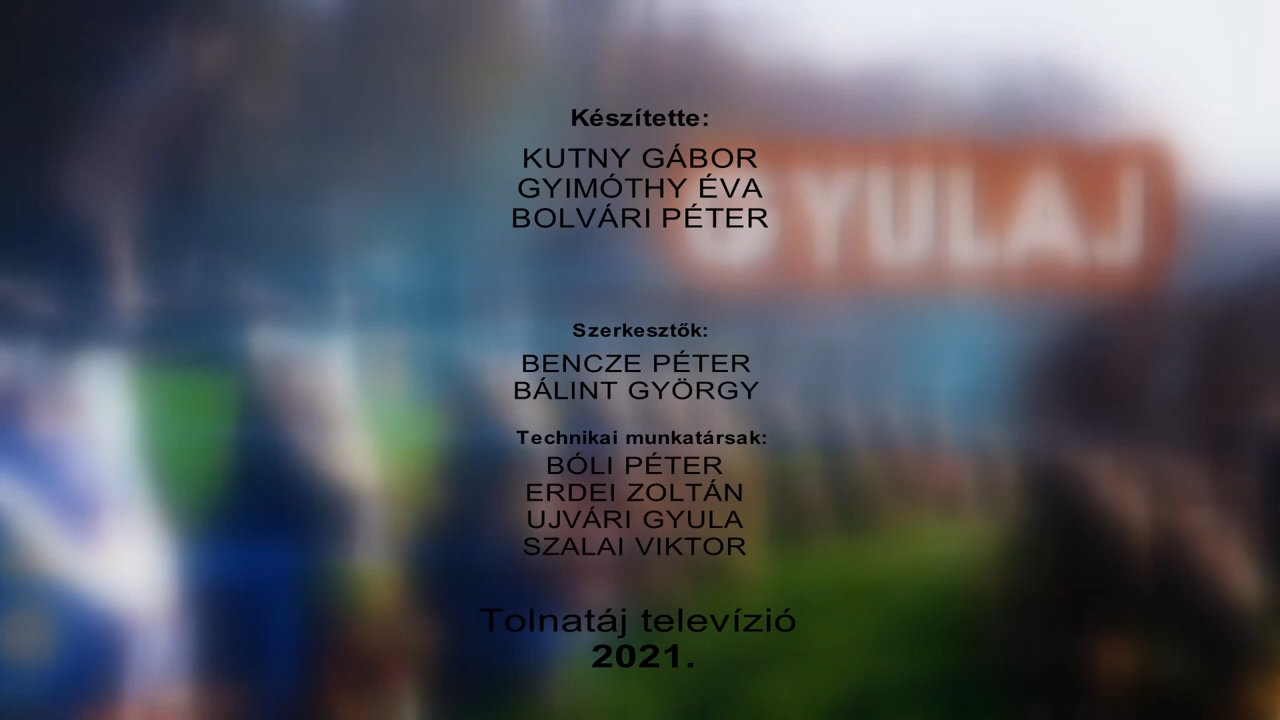 Készítette:
KUTNY GÁBOR
GYIMÓTHY ÉVA
BOLVÁRI PÉTER
GYULAJ
Szerkesztők:
BENCZE PÉTER
BÁLINT GYÖRGY
Technikai munkatársak:
BÓLI PÉTER
ERDEI ZOLTÁN
UJVÁRI GYULA
SZALAI VIKTOR
Tolnatáj televízió
2021.